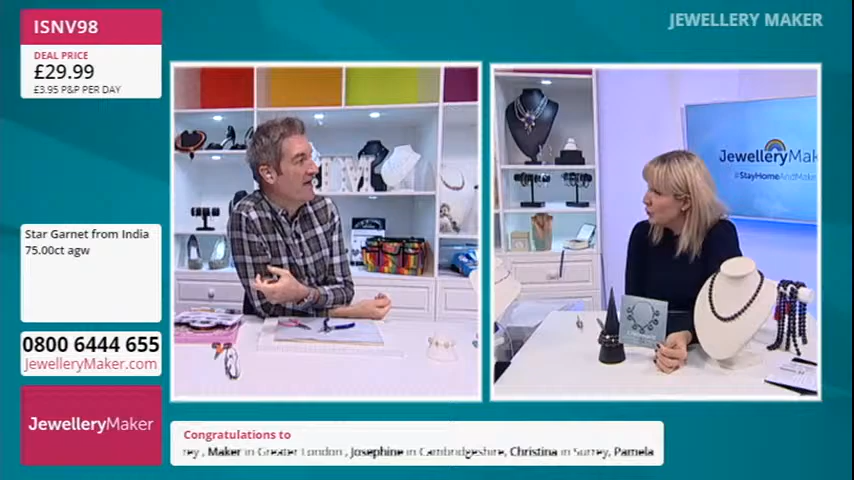 ISNV98
JEWELLERY MAKER
DEAL PRICE
£29.99
£3.95 P&P PER DAY
JewelleryMak
#StayHomeAndMake
JM
Star Garnet from India
75.00ct agw
0800 6444 655
JewelleryMaker.com
JewelleryMaker
Congratulations to
Maker in Greater London, Josephine in Cambridgeshire, Christina in Surrey, Pamela